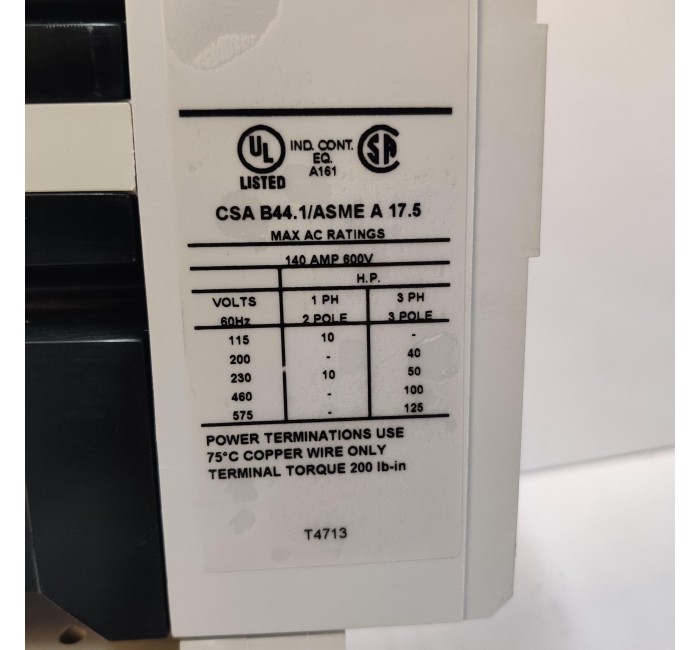 UL
LISTED
IND. CONT.
EQ.
A161
SA
CSA B44.1/ASME A 17.5
MAX AC RATINGS
140 AMP 600V
H.P.
VOLTS 1 PH 3 PH
60Hz 2 POLE 3 POLE
115 10 -
200 - 40
230 10 50
460 - 100
575 - 125
POWER TERMINATIONS USE
75°C COPPER WIRE ONLY
TERMINAL TORQUE 200 lb-in
T4713